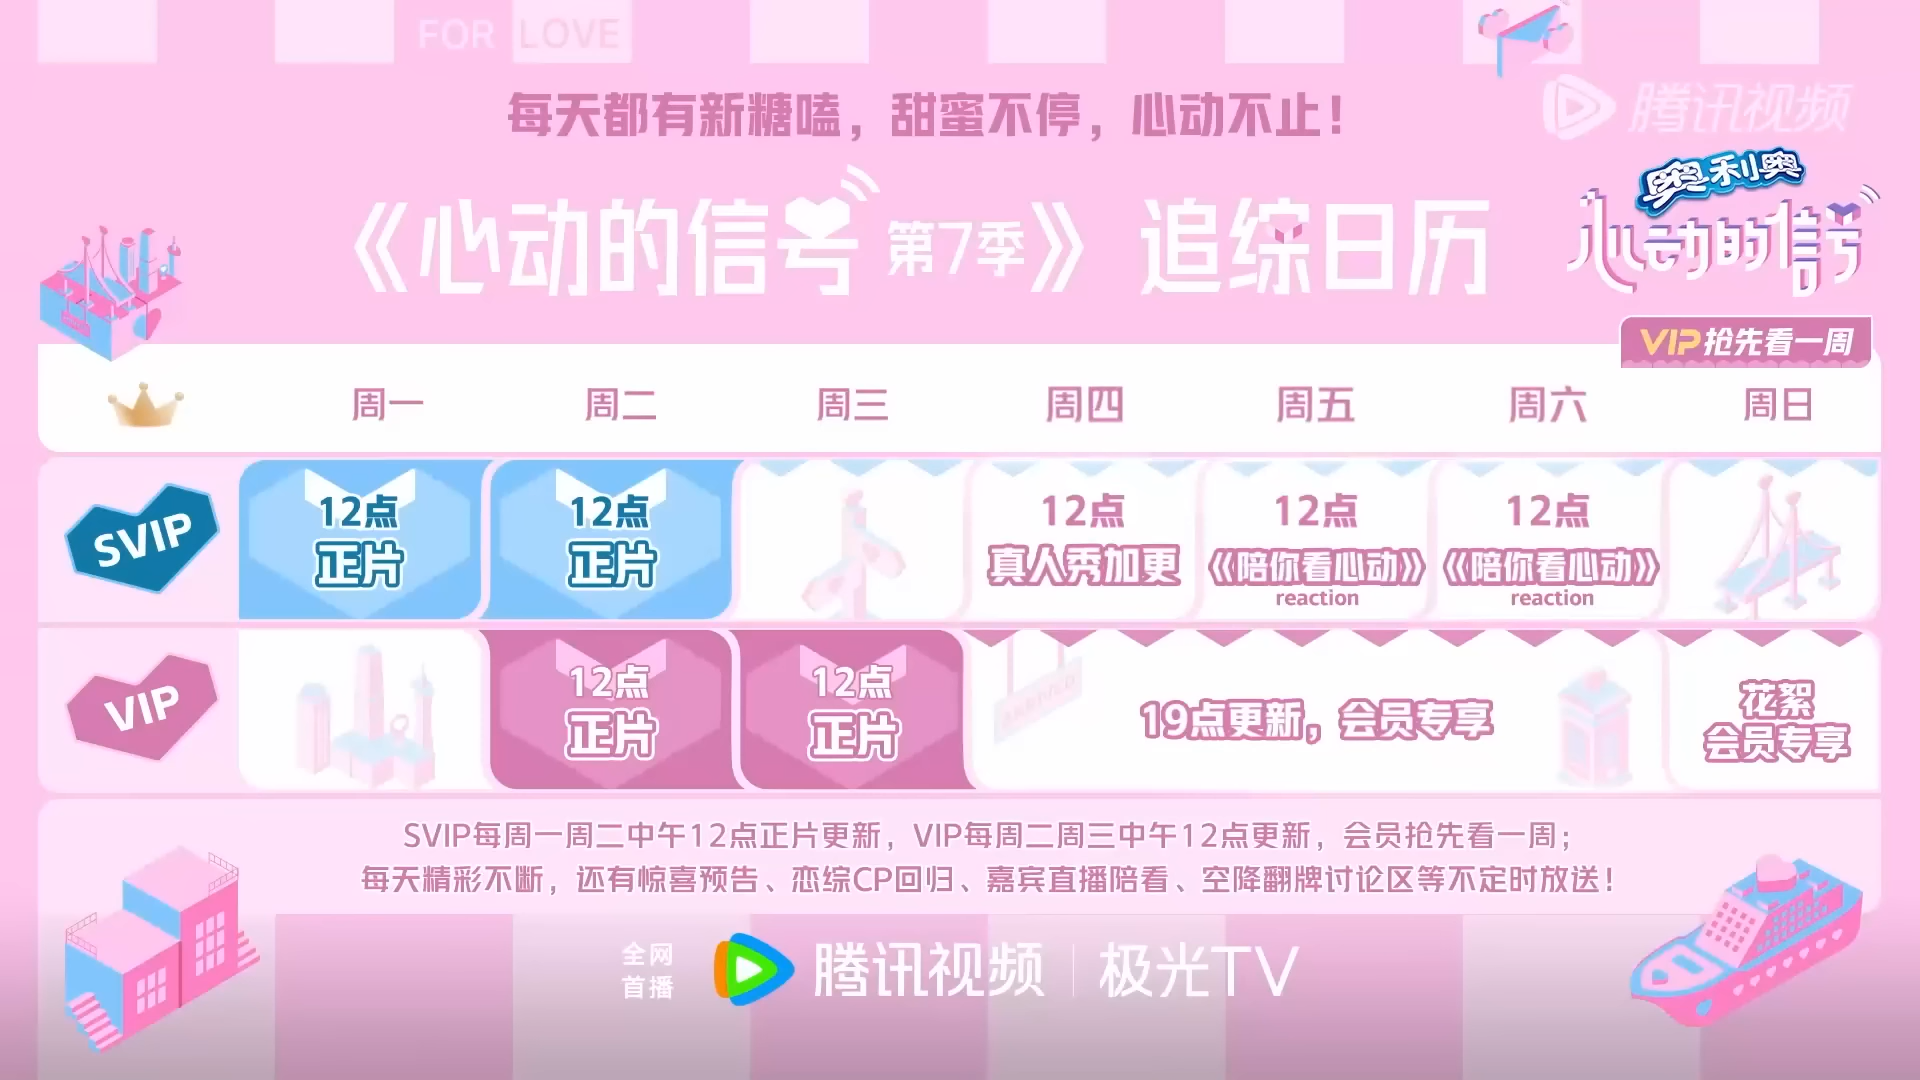 FOR LOVE
每天都有新糖嗑，甜蜜不停，心动不止！
腾讯视频
《心动的信号 第7季》追综日历
奥利奥
心动的信号
VIP抢先看一周
周一 周二 周三 周四 周五 周六 周日
SVIP
12点
正片
12点
正片
12点
真人秀加更
12点
《陪你看心动》
reaction
12点
《陪你看心动》
reaction
VIP
12点
正片
12点
正片
19点更新，会员专享
花絮
会员专享
SVIP每周一周二中午12点正片更新，VIP每周二周三中午12点更新，会员抢先看一周；
每天精彩不断，还有惊喜预告、恋综CP回归、嘉宾直播陪看、空降翻牌讨论区等不定时放送！
全网
首播
腾讯视频 | 极光TV